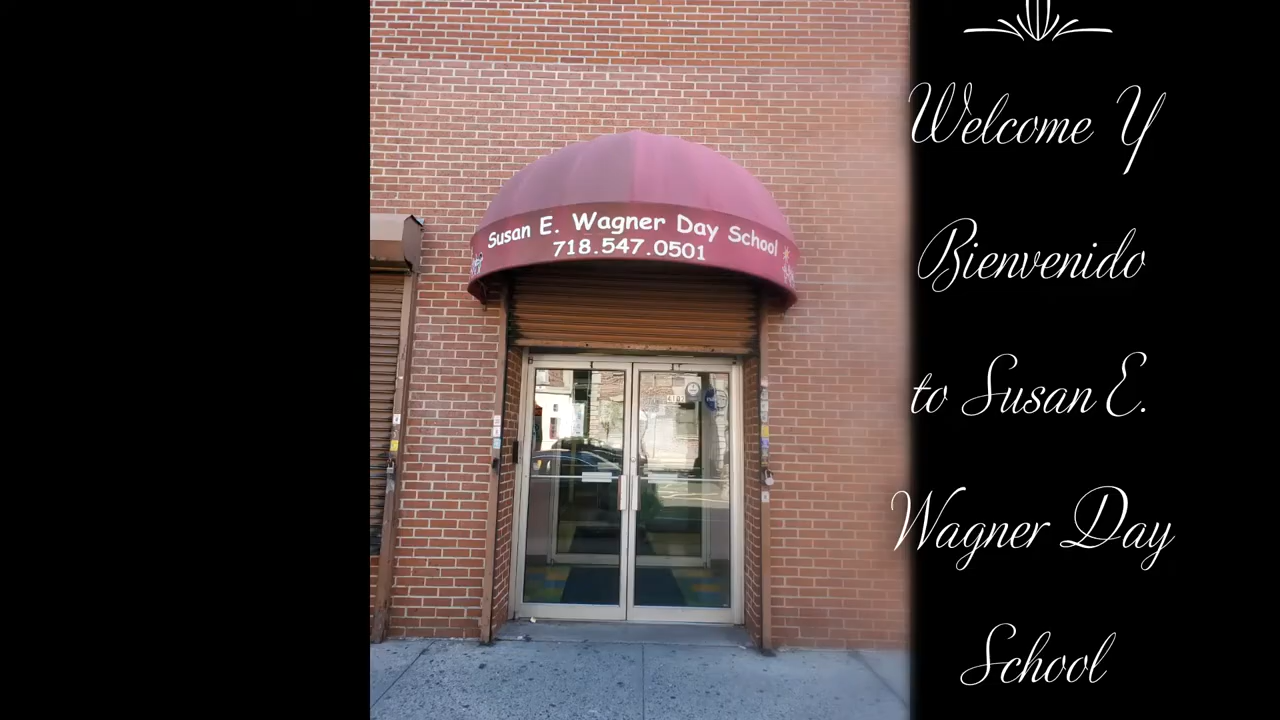 Susan E. Wagner Day School
718.547.0501
Welcome Y
Bienvenido
to Susan E.
Wagner Day
School